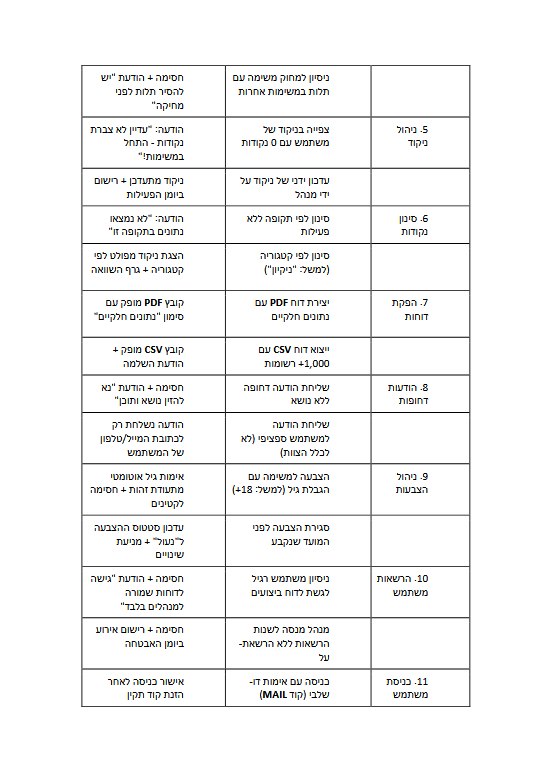 ניסיון למחוק משימה עם
תלות במשימות אחרות
חסימה + הודעת "יש
להסיר תלות לפני
מחיקה"
5. ניהול
ניקוד
צפייה בניקוד של
משתמש עם 0 נקודות
הודעה: "עדיין לא צברת
נקודות - התחל
במשימות!"
עדכון ידני של ניקוד על
ידי מנהל
ניקוד מתעדכן + רישום
ביומן הפעילות
6. סינון
נקודות
סינון לפי תקופה ללא
פעילות
הודעה: "לא נמצאו
נתונים בתקופה זו"
סינון לפי קטגוריה
(למשל: "ניקיון")
הצגת ניקוד מפולט לפי
קטגוריה + גרף השוואה
7. הפקת
דוחות
יצירת דוח PDF עם
נתונים חלקיים
קובץ PDF מופק עם
סימון "נתונים חלקיים"
ייצוא דוח CSV עם
1,000+ רשומות
קובץ CSV מופק +
הודעת השלמה
8. הודעות
דחופות
שליחת הודעה דחופה
ללא נושא
חסימה + הודעת "נא
להזין נושא ותוכן"
שליחת הודעה
למשתמש ספציפי (לא
לכלל הצוות)
הודעה נשלחת רק
לכתובת המייל/טלפון
של המשתמש
9. ניהול
הצבעות
הצבעה למשימה עם
הגבלת גיל (למשל: 18+)
אימות גיל אוטומטי
מתעודת זהות + חסימה
לקטינים
סגירת הצבעה לפני
המועד שנקבע
עדכון סטטוס ההצבעה
ל"נעול" + מניעת
שינויים
10. הרשאות
משתמש
ניסיון משתמש רגיל
לגשת לדוח ביצועים
חסימה + הודעת "גישה
לדוחות שמורה
למנהלים בלבד"
מנהל מנסה לשנות
הרשאות ללא הרשאת-
על
חסימה + רישום אירוע
ביומן האבטחה
11. כניסת
משתמש
כניסה עם אימות דו-
שלבי (קוד MAIL)
אישור כניסה לאחר
הזנת קוד תקין